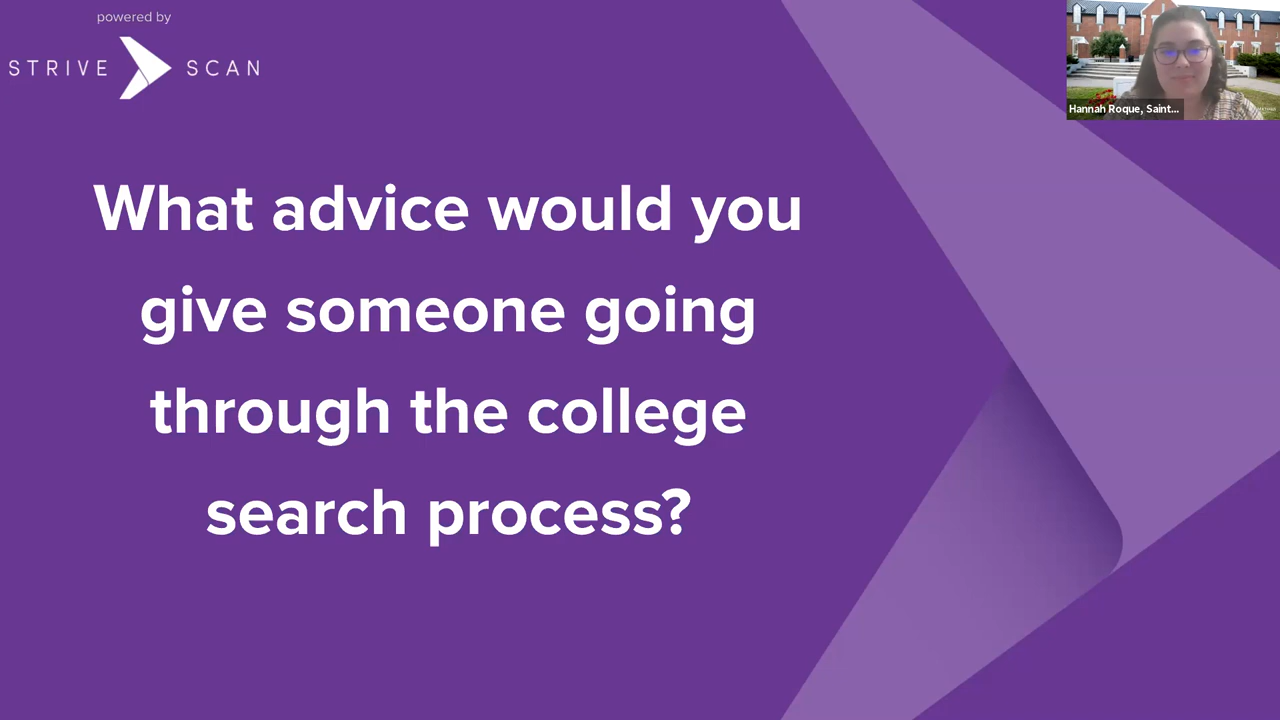 powered by
STRIVE SCAN
Hannah Roque, Saint...
What advice would you
give someone going
through the college
search process?